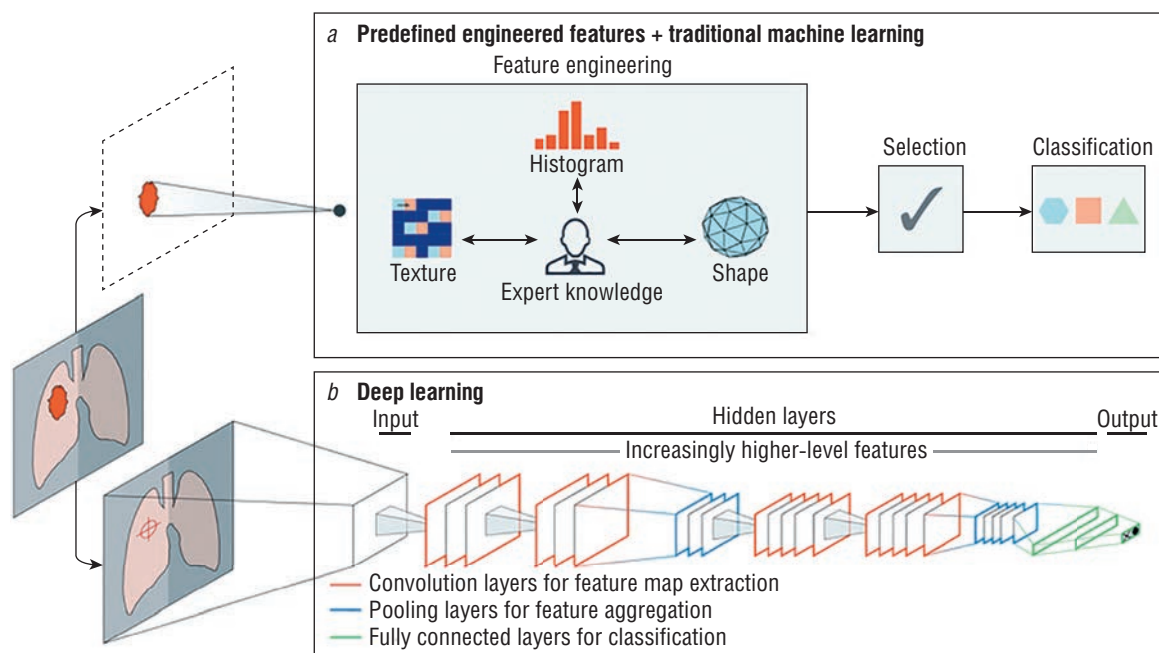 a Predefined engineered features + traditional machine learning
Feature engineering
Histogram
Texture
Expert knowledge
Shape
Selection
Classification
b Deep learning
Input
Hidden layers
Output
Increasingly higher-level features
Convolution layers for feature map extraction
Pooling layers for feature aggregation
Fully connected layers for classification